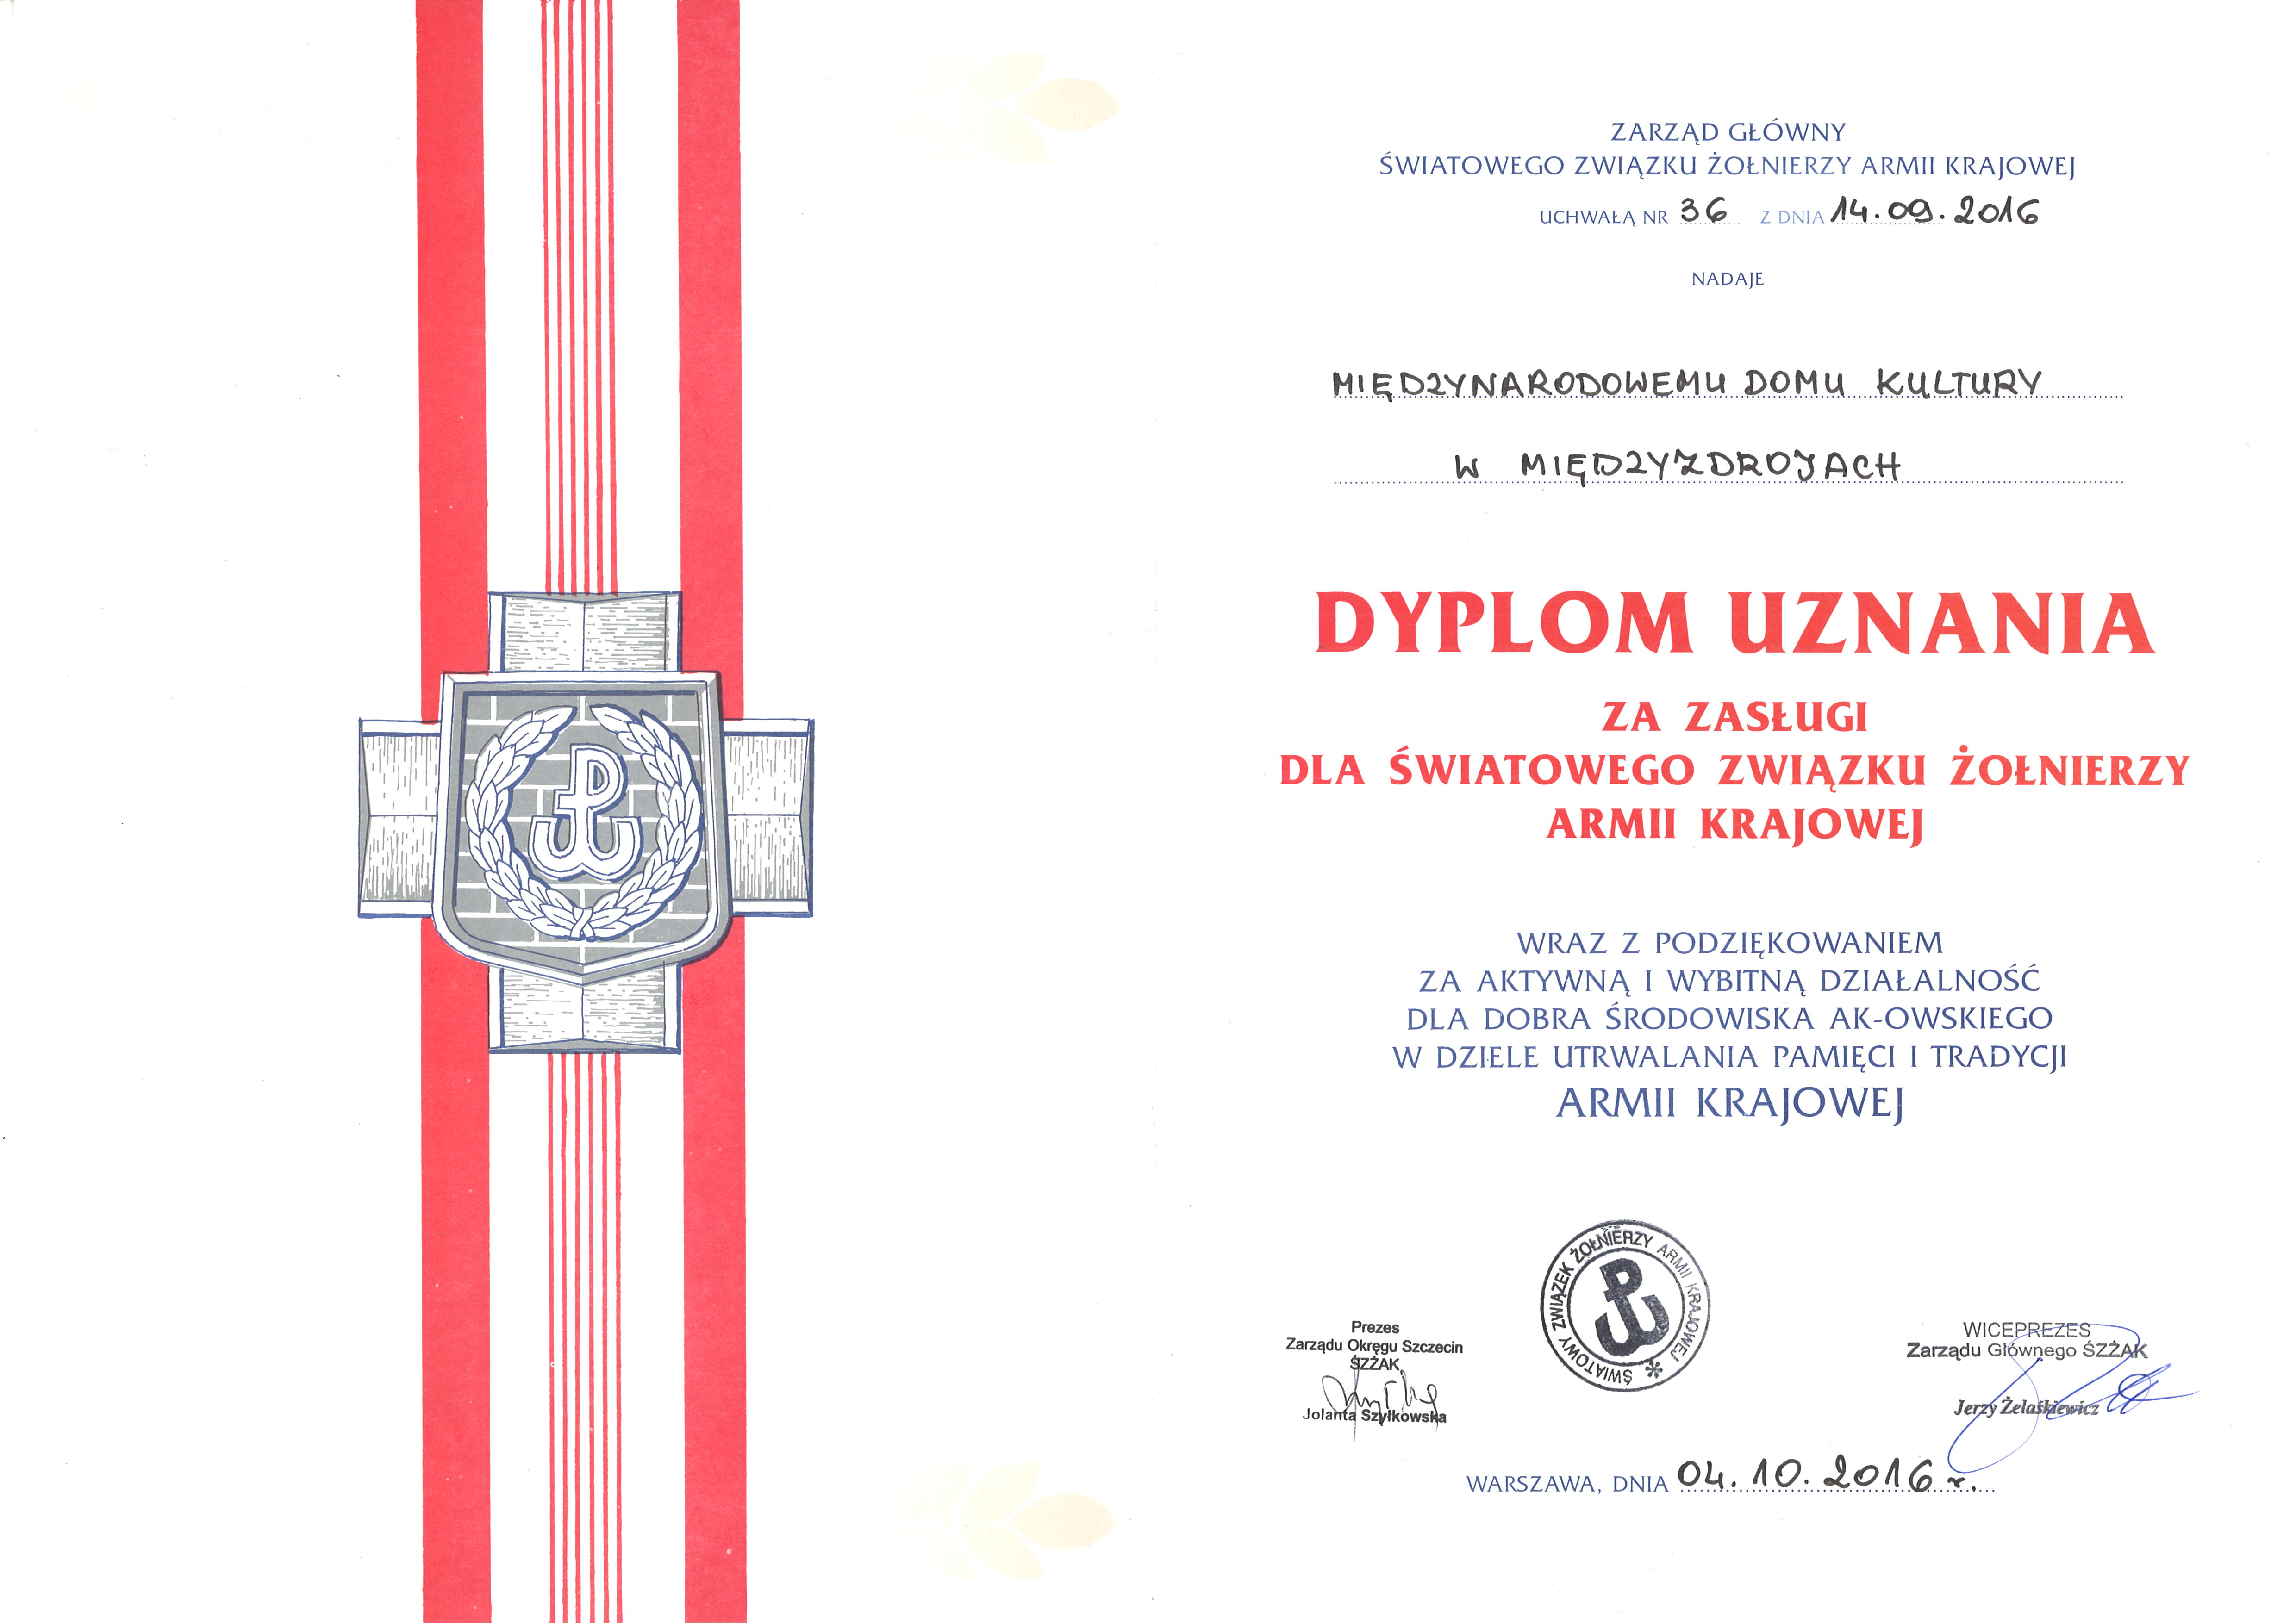 ZARZĄD GŁÓWNY
ŚWIATOWEGO ZWIĄZKU ŻOŁNIERZY ARMII KRAJOWEJ
UCHWAŁĄ NR 36 Z DNIA 14.09.2016
NADAJE
MIĘDZYNARODOWEMU DOMU KULTURY
W MIĘDZYZDROJACH
DYPLOM UZNANIA
ZA ZASŁUGI
DLA ŚWIATOWEGO ZWIĄZKU ŻOŁNIERZY
ARMII KRAJOWEJ
WRAZ Z PODZIĘKOWANIEM
ZA AKTYWNĄ I WYBITNĄ DZIAŁALNOŚĆ
DLA DOBRA ŚRODOWISKA AK-OWSKIEGO
W DZIELE UTRWALANIA PAMIĘCI I TRADYCJI
ARMII KRAJOWEJ
ŚWIATOWY ZWIĄZEK ŻOŁNIERZY ARMII KRAJOWEJ *
Prezes
Zarządu Okręgu Szczecin
ŚZŻAK
Jolanta Szyłkowska
WICEPREZES
Zarządu Głównego ŚZŻAK
Jerzy Żelaśkiewicz
WARSZAWA, DNIA 04.10.2016 r.